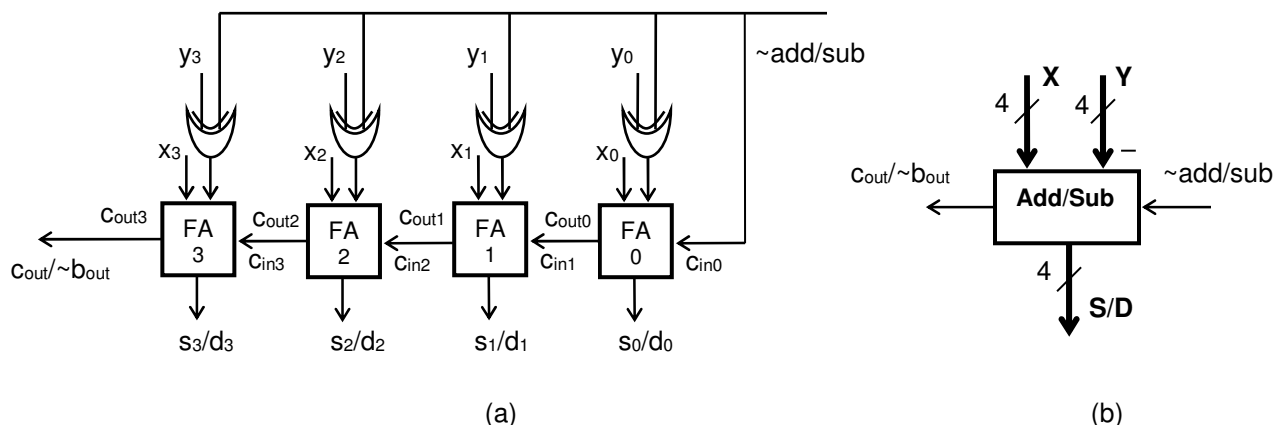 y3 y2 y1 y0 ~add/sub
x3 x2 x1 x0
cout3 FA 3 cout2 cin3 FA 2 cout1 cin2 FA 1 cout0 cin1 FA 0 cin0
cout/~bout
s3/d3 s2/d2 s1/d1 s0/d0
(a)
X Y
4 4
–
cout/~bout ~add/sub
Add/Sub
4
S/D
(b)